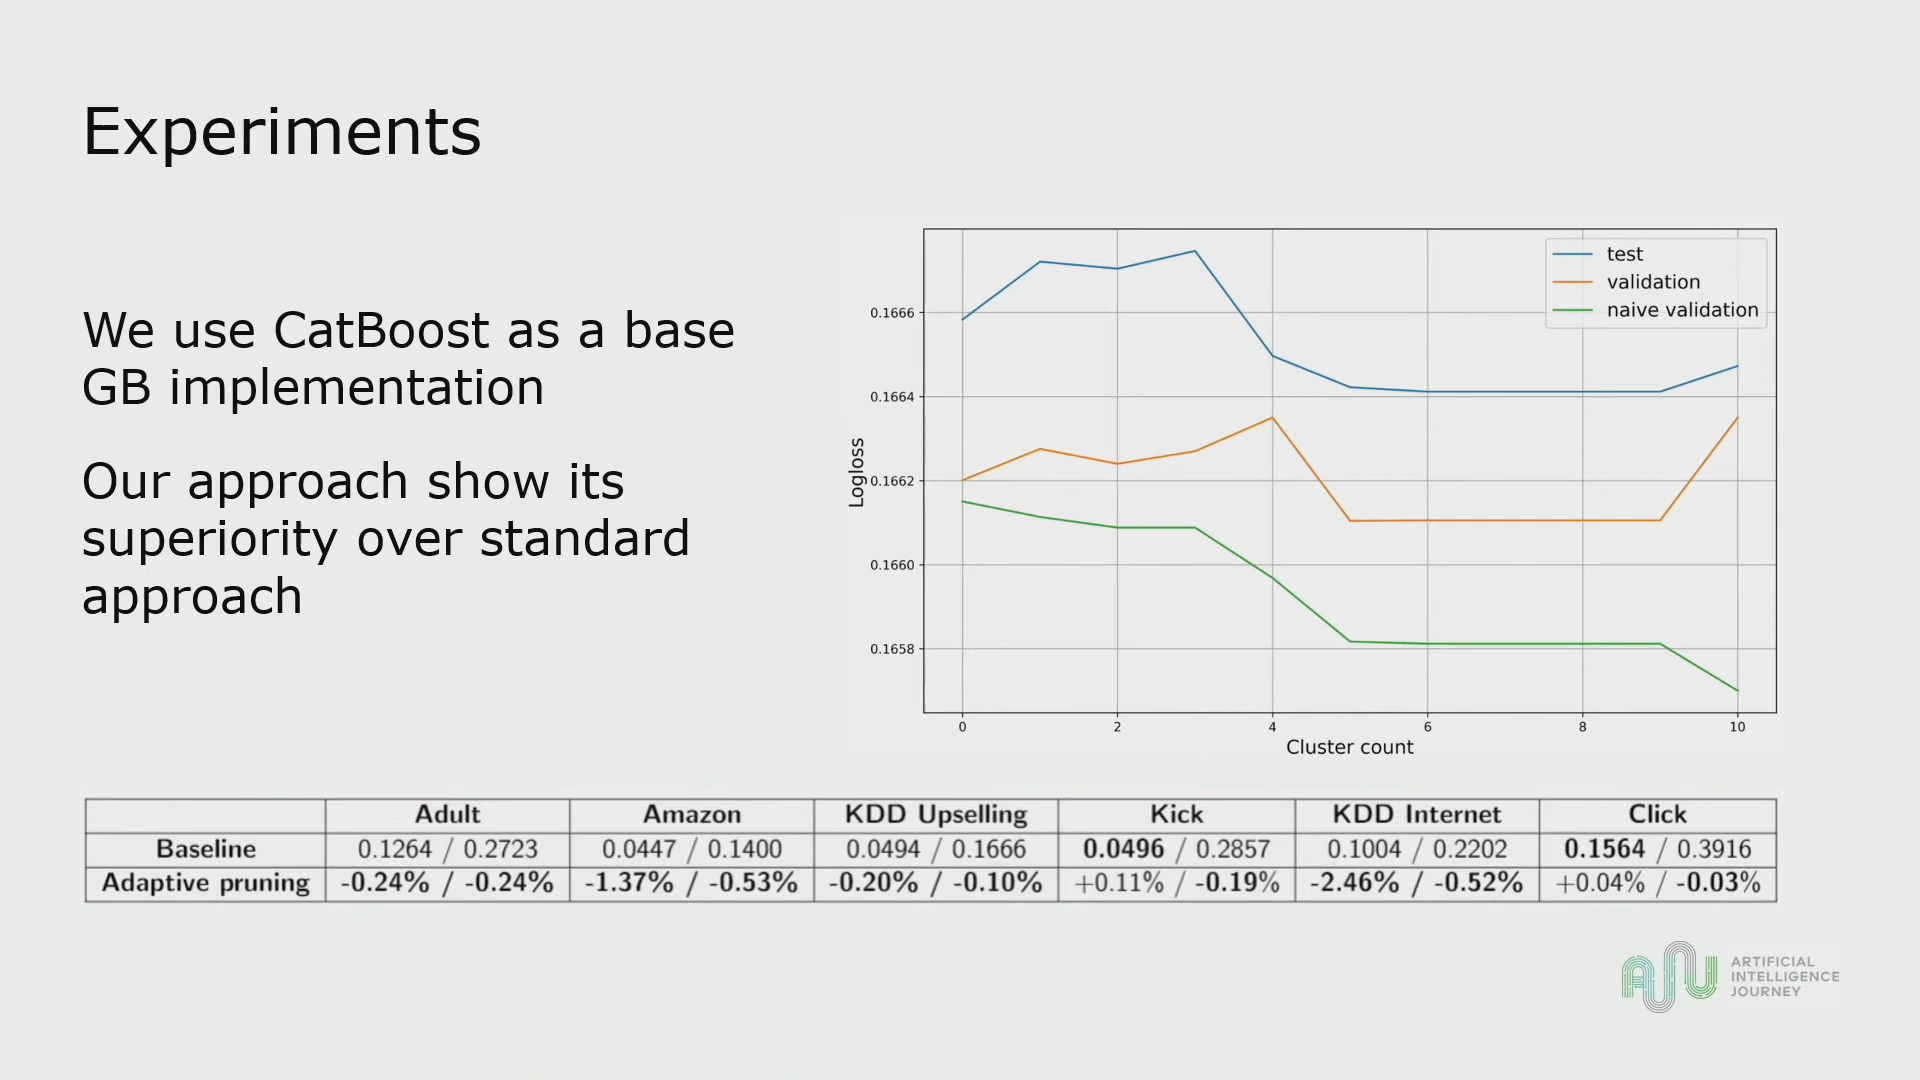 Experiments
We use CatBoost as a base
GB implementation
Our approach show its
superiority over standard
approach
test
validation
naive validation
0.1666
0.1664
0.1662
0.1660
0.1658
Logloss
0 2 4 6 8 10
Cluster count
Adult Amazon KDD Upselling Kick KDD Internet Click
Baseline 0.1264 / 0.2723 0.0447 / 0.1400 0.0494 / 0.1666 0.0496 / 0.2857 0.1004 / 0.2202 0.1564 / 0.3916
Adaptive pruning -0.24% / -0.24% -1.37% / -0.53% -0.20% / -0.10% +0.11% / -0.19% -2.46% / -0.52% +0.04% / -0.03%
ARTIFICIAL
INTELLIGENCE
JOURNEY